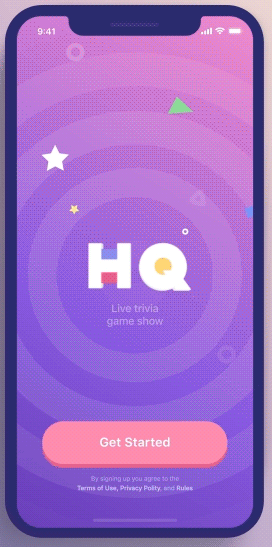 9:41
HQ
Live trivia
game show
Get Started
By signing up you agree to the
Terms of Use, Privacy Polity, and Rules